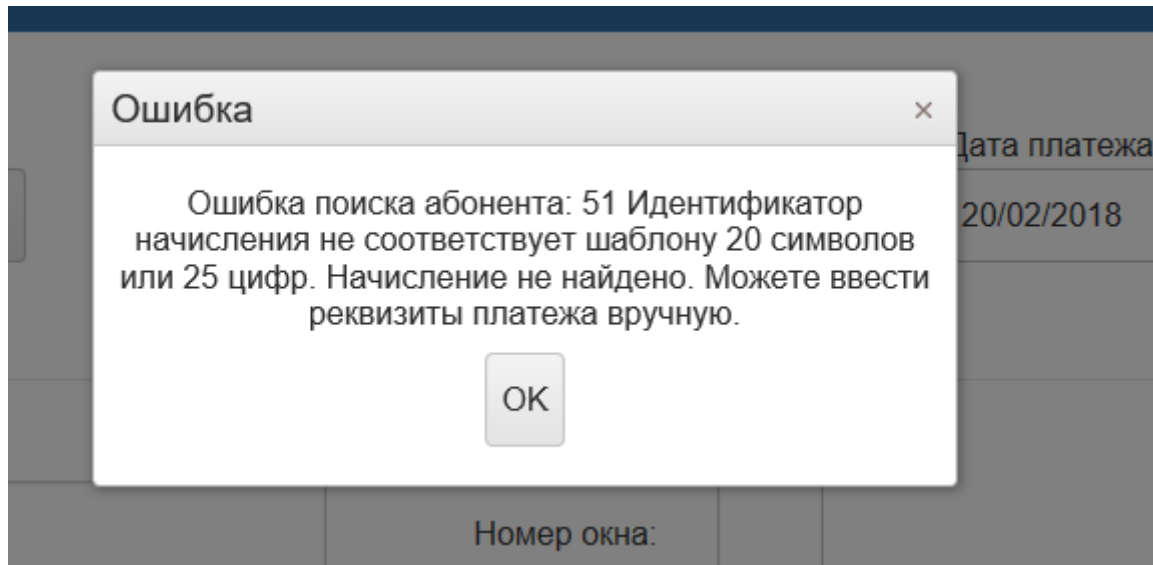 Ошибка
×
Дата платежа
Ошибка поиска абонента: 51 Идентификатор
начисления не соответствует шаблону 20 символов
или 25 цифр. Начисление не найдено. Можете ввести
реквизиты платежа вручную.
20/02/2018
OK
Номер окна: